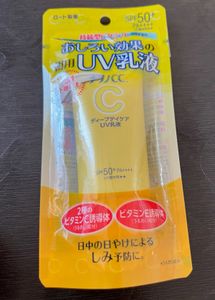 ロート製薬
SPF50+
PA++++
おしろい効果の
UV乳液
CC
C
ディープデイケア
UV乳液
SPF50+ PA++++
2種の
ビタミンC誘導体
ビタミンE誘導体
日中の日やけによる
しみ予防に。